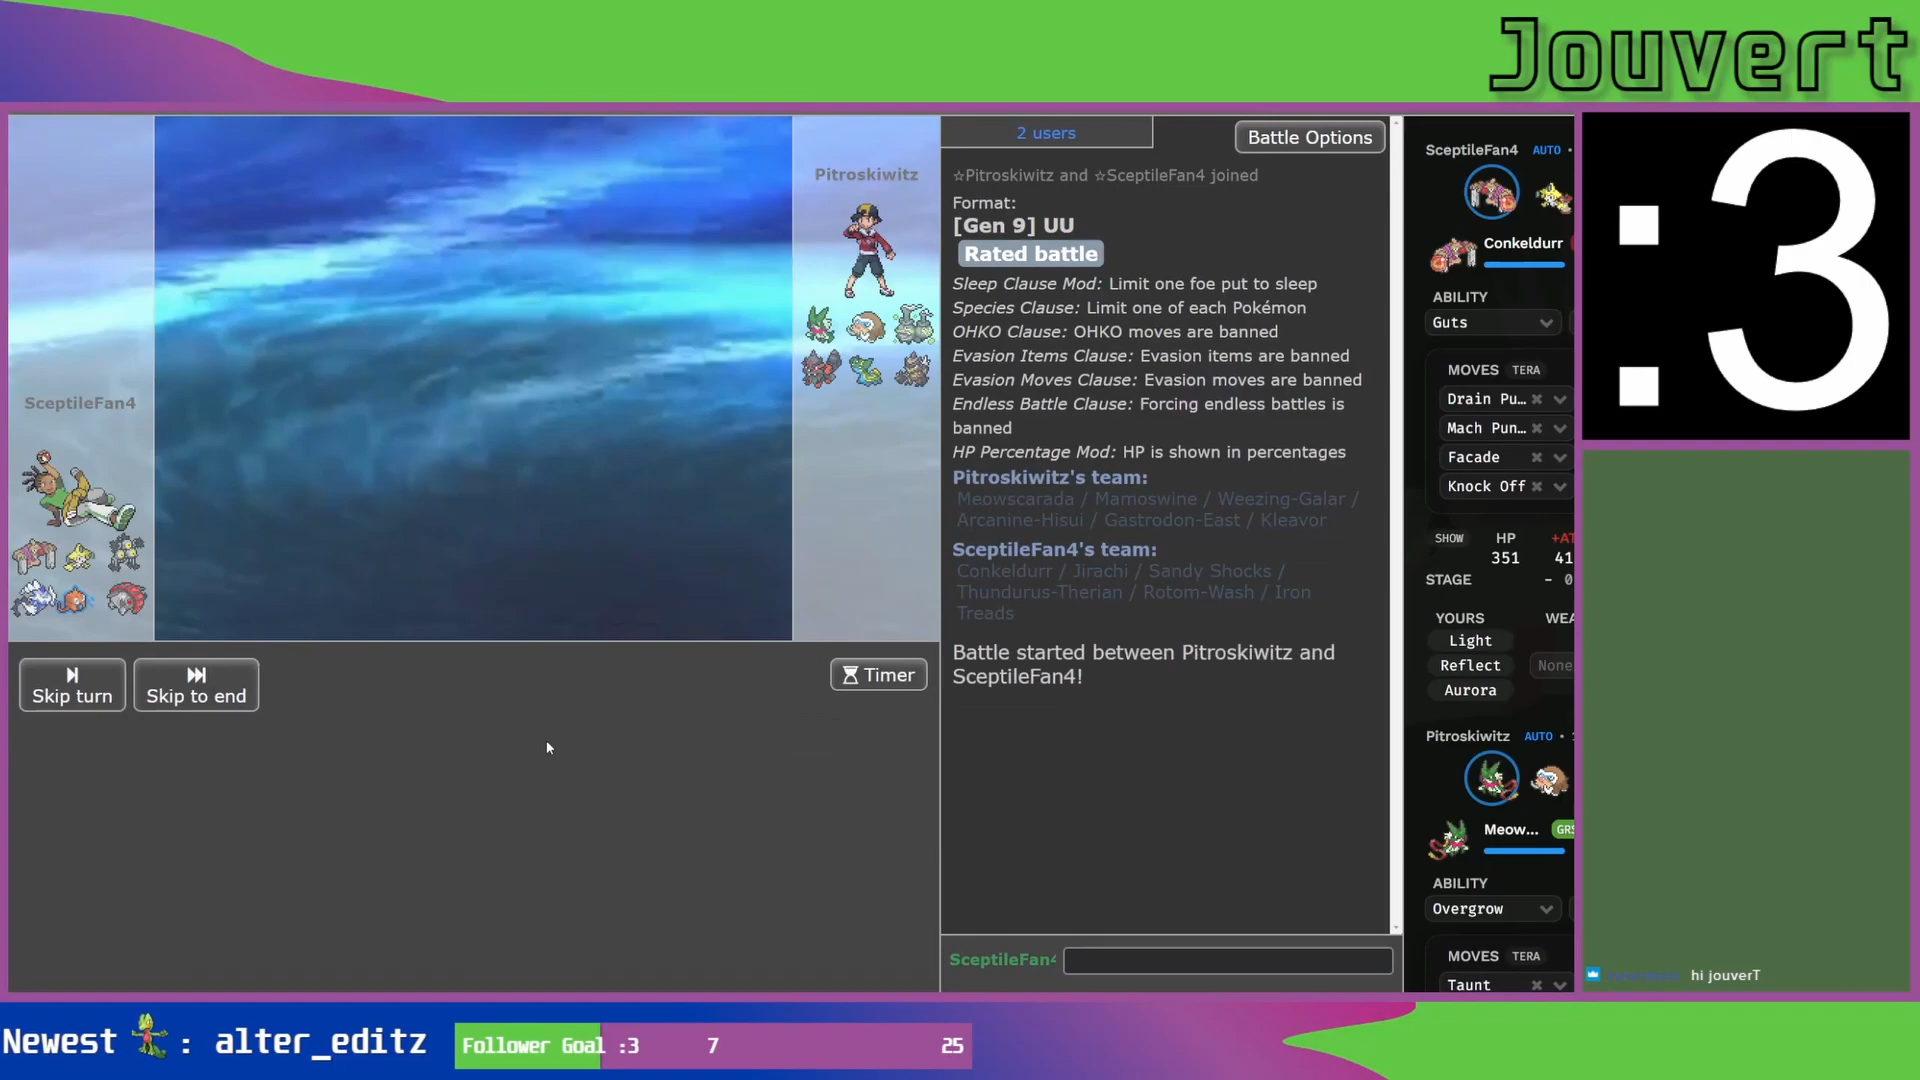 Jouvert
Pitroskiwitz
SceptileFan4
Skip turn
Skip to end
Timer
2 users
Battle Options
☆Pitroskiwitz and ☆SceptileFan4 joined
Format:
[Gen 9] UU
Rated battle
Sleep Clause Mod: Limit one foe put to sleep
Species Clause: Limit one of each Pokémon
OHKO Clause: OHKO moves are banned
Evasion Items Clause: Evasion items are banned
Evasion Moves Clause: Evasion moves are banned
Endless Battle Clause: Forcing endless battles is
banned
HP Percentage Mod: HP is shown in percentages
Pitroskiwitz's team:
Meowscarada / Mamoswine / Weezing-Galar /
Arcanine-Hisui / Gastrodon-East / Kleavor
SceptileFan4's team:
Conkeldurr / Jirachi / Sandy Shocks /
Thundurus-Therian / Rotom-Wash / Iron
Treads
Battle started between Pitroskiwitz and
SceptileFan4!
SceptileFan4
SceptileFan4 AUTO •
Conkeldurr
ABILITY
Guts
MOVES TERA
Drain Pu...
Mach Pun...
Facade
Knock Off
SHOW HP +AT
351 41
STAGE - 0
YOURS WEA
Light
Reflect None
Aurora
Pitroskiwitz AUTO •
Meow... GRS
ABILITY
Overgrow
MOVES TERA
Taunt
:3
hi jouverT
Newest : alter_editz
Follower Goal :3 7 25